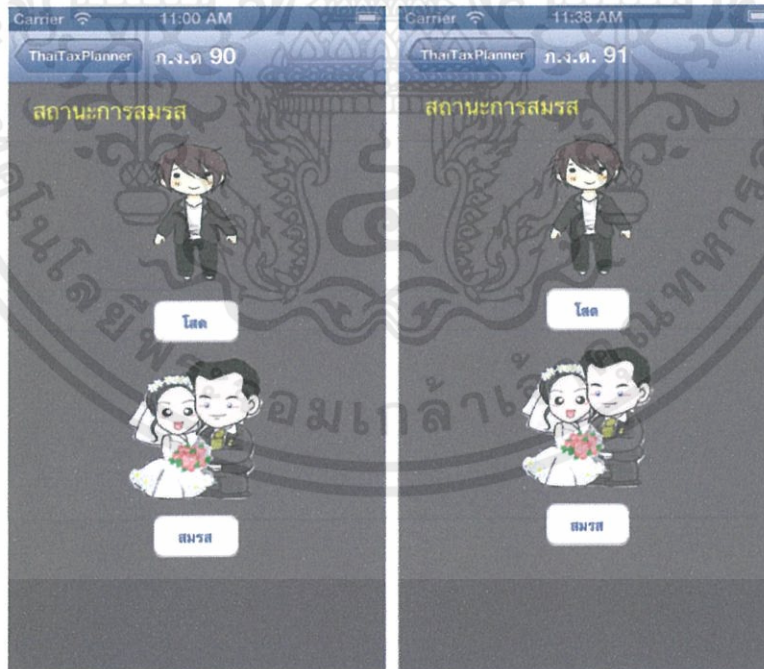 Carrier 11:00 AM
ThaiTaxPlanner ภ.ง.ด 90
สถานะการสมรส
โสด
สมรส
Carrier 11:38 AM
ThaiTaxPlanner ภ.ง.ด. 91
สถานะการสมรส
โสด
สมรส